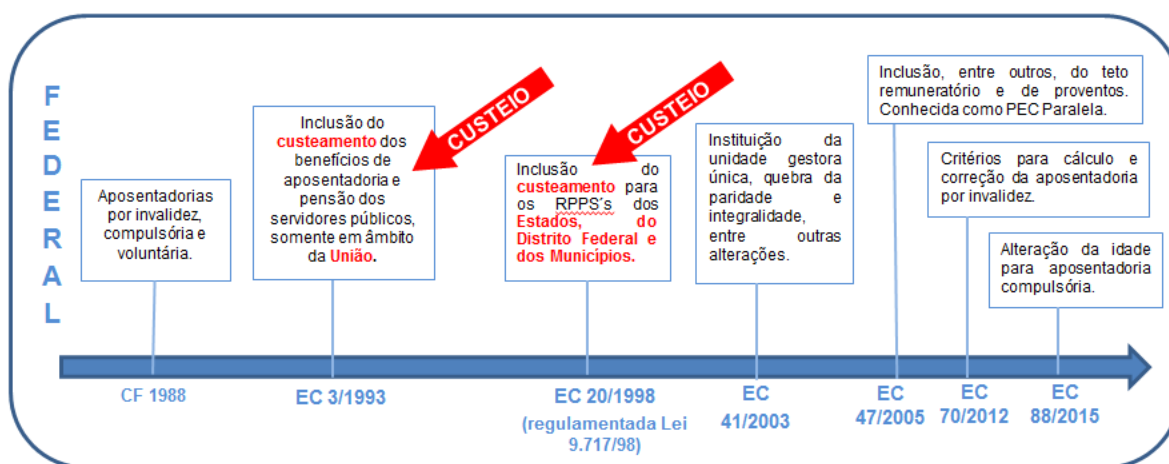 FEDERAL
Aposentadorias
por invalidez,
compulsória e
voluntária.
CF 1988
CUSTEIO
Inclusão do
custeamento dos
benefícios de
aposentadoria e
pensão dos
servidores públicos,
somente em âmbito
da União.
EC 3/1993
CUSTEIO
Inclusão do
custeamento para
os RPPS´s dos
Estados, do
Distrito Federal e
dos Municípios.
EC 20/1998
(regulamentada Lei
9.717/98)
Instituição da
unidade gestora
única, quebra da
paridade e
integralidade,
entre outras
alterações.
EC
41/2003
Inclusão, entre outros, do teto
remuneratório e de proventos.
Conhecida como PEC Paralela.
EC
47/2005
Critérios para cálculo e
correção da aposentadoria
por invalidez.
EC
70/2012
Alteração da idade
para aposentadoria
compulsória.
EC
88/2015